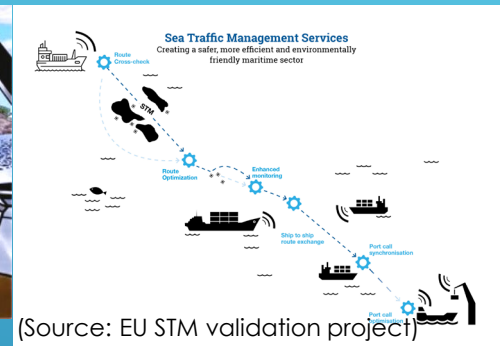 Sea Traffic Management Services
Creating a safer, more efficient and environmentally
friendly maritime sector
Route
Cross-check
STM
Route
Optimization
Enhanced
monitoring
Ship to ship
route exchange
Port call
synchronisation
Port call
optimisation
(Source: EU STM validation project)